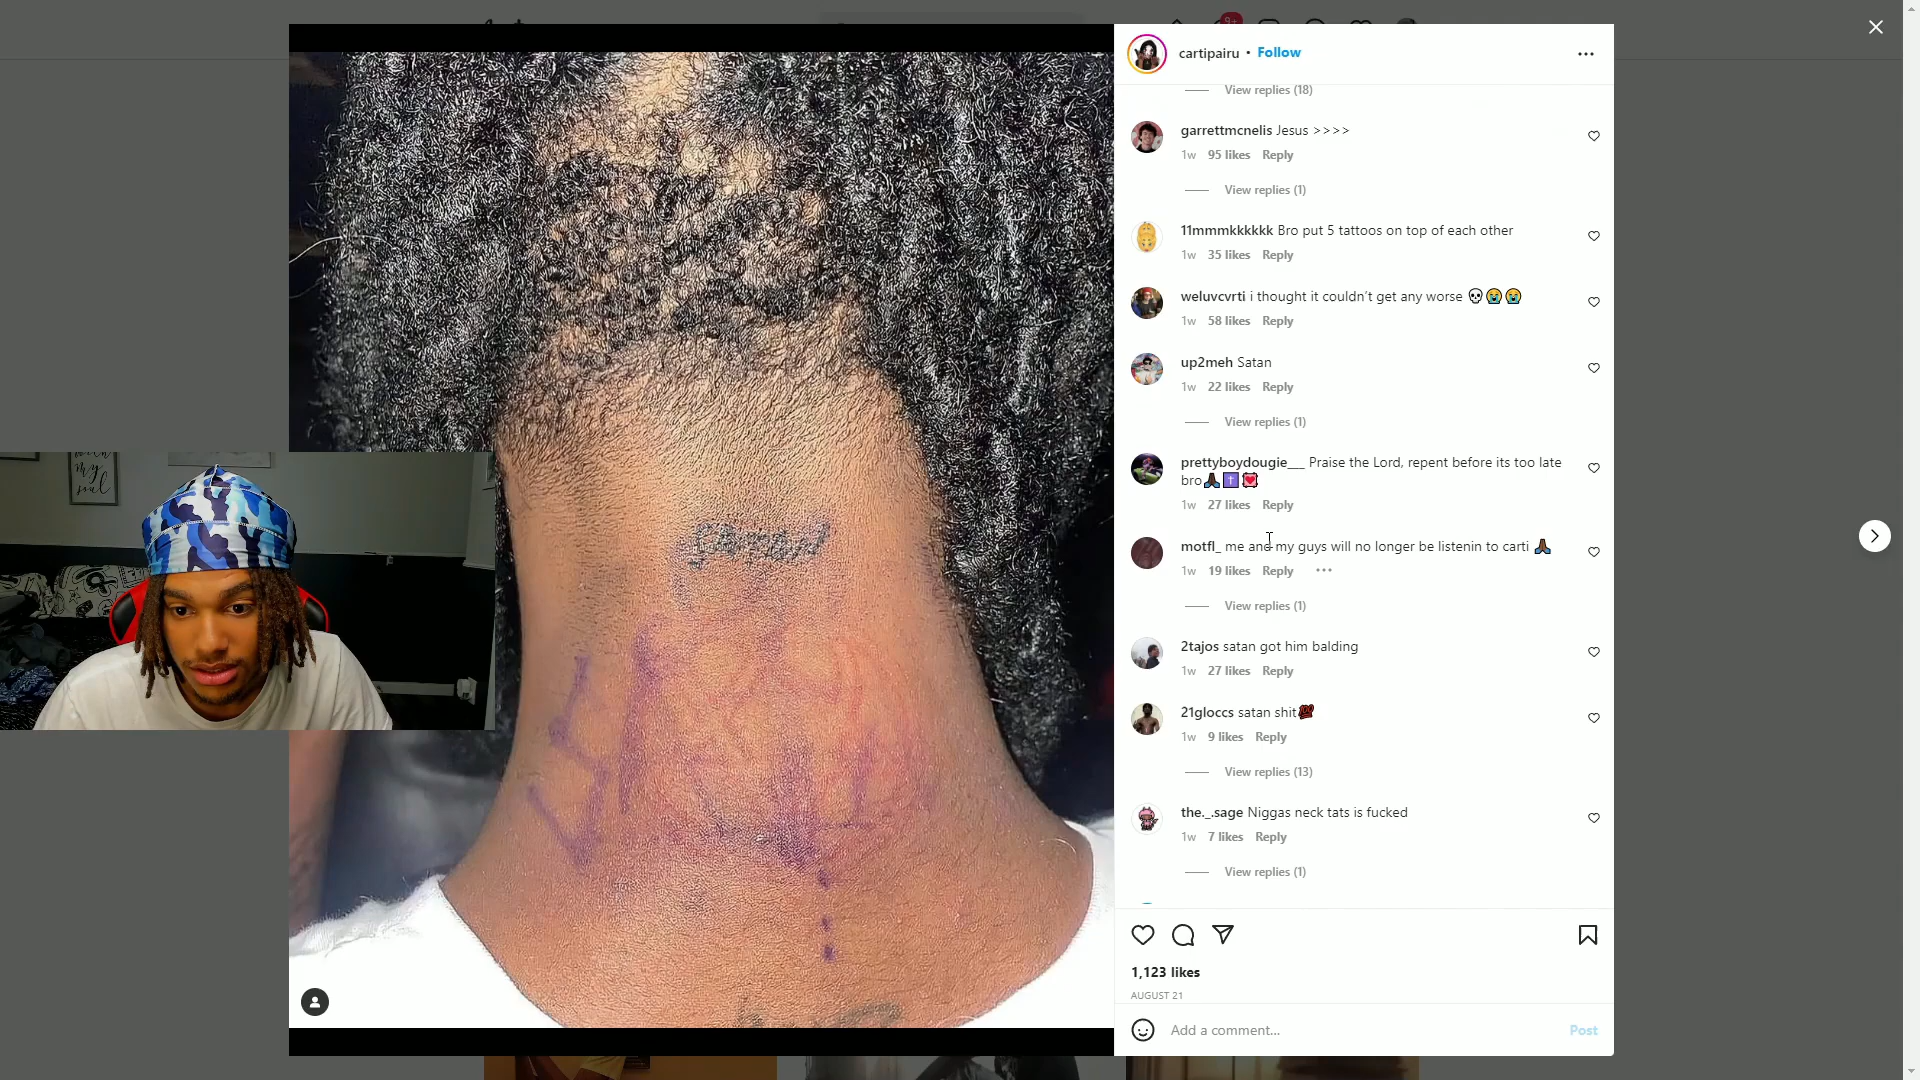 cartipairu • Follow
View replies (18)
garrettmcnelis Jesus >>>>
1w 95 likes Reply
View replies (1)
11mmmkkkkkk Bro put 5 tattoos on top of each other
1w 35 likes Reply
weluvcvrti i thought it couldn't get any worse 💀😭😭
1w 58 likes Reply
up2meh Satan
1w 22 likes Reply
View replies (1)
prettyboydougie___ Praise the Lord, repent before its too late
bro🙏🏿✝️💟
1w 27 likes Reply
motfl_ me and my guys will no longer be listenin to carti 🙏🏿
1w 19 likes Reply
View replies (1)
2tajos satan got him balding
1w 27 likes Reply
21gloccs satan shit💯
1w 9 likes Reply
View replies (13)
the._.sage Niggas neck tats is fucked
1w 7 likes Reply
View replies (1)
1,123 likes
AUGUST 21
Add a comment...
Post
with
my
soul
9+